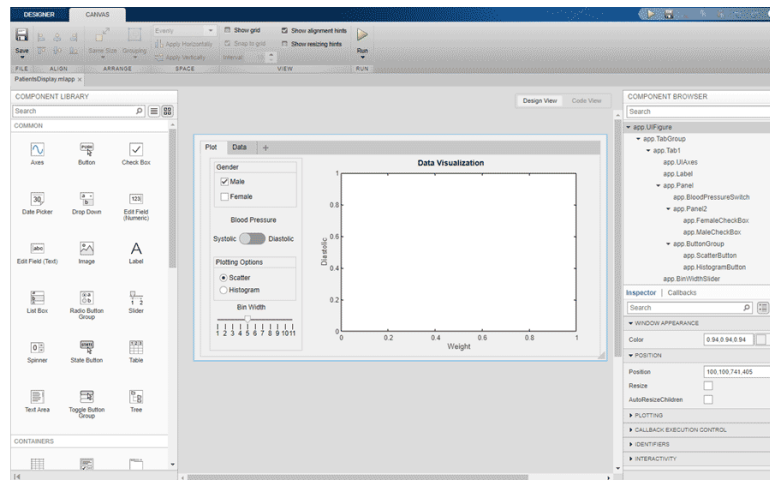 DESIGNER CANVAS
Save
Same Size
Grouping
Evenly
Apply Horizontally
Apply Vertically
Show grid
Snap to grid
Interval
Show alignment hints
Show resizing hints
Run
FILE ALIGN ARRANGE SPACE VIEW RUN
PatientsDisplay.mlapp ×
COMPONENT LIBRARY
Search
COMMON
Axes Button Check Box
Date Picker Drop Down Edit Field
(Numeric)
Edit Field (Text) Image Label
List Box Radio Button
Group Slider
Spinner State Button Table
Text Area Toggle Button
Group Tree
CONTAINERS
Design View Code View
Plot Data +
Gender
Male
Female
Blood Pressure
Systolic Diastolic
Plotting Options
Scatter
Histogram
Bin Width
1 2 3 4 5 6 7 8 9 10 11
Data Visualization
1
0.8
0.6
0.4
0.2
0
Diastolic
0 0.2 0.4 0.6 0.8 1
Weight
COMPONENT BROWSER
Search
app.UIFigure
app.TabGroup
app.Tab1
app.UIAxes
app.Label
app.Panel
app.BloodPressureSwitch
app.Panel2
app.FemaleCheckBox
app.MaleCheckBox
app.ButtonGroup
app.ScatterButton
app.HistogramButton
app.BinWidthSlider
Inspector Callbacks
Search
WINDOW APPEARANCE
Color 0.94,0.94,0.94
POSITION
Position 100,100,741,405
Resize
AutoResizeChildren
PLOTTING
CALLBACK EXECUTION CONTROL
IDENTIFIERS
INTERACTIVITY